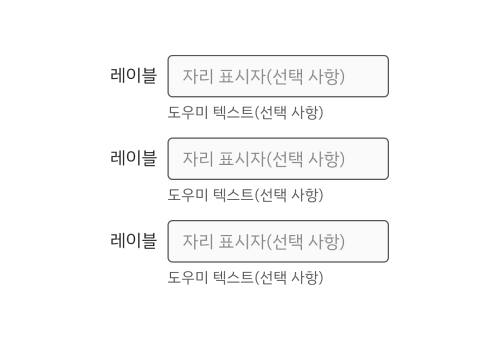 레이블
자리 표시자(선택 사항)
도우미 텍스트(선택 사항)
레이블
자리 표시자(선택 사항)
도우미 텍스트(선택 사항)
레이블
자리 표시자(선택 사항)
도우미 텍스트(선택 사항)